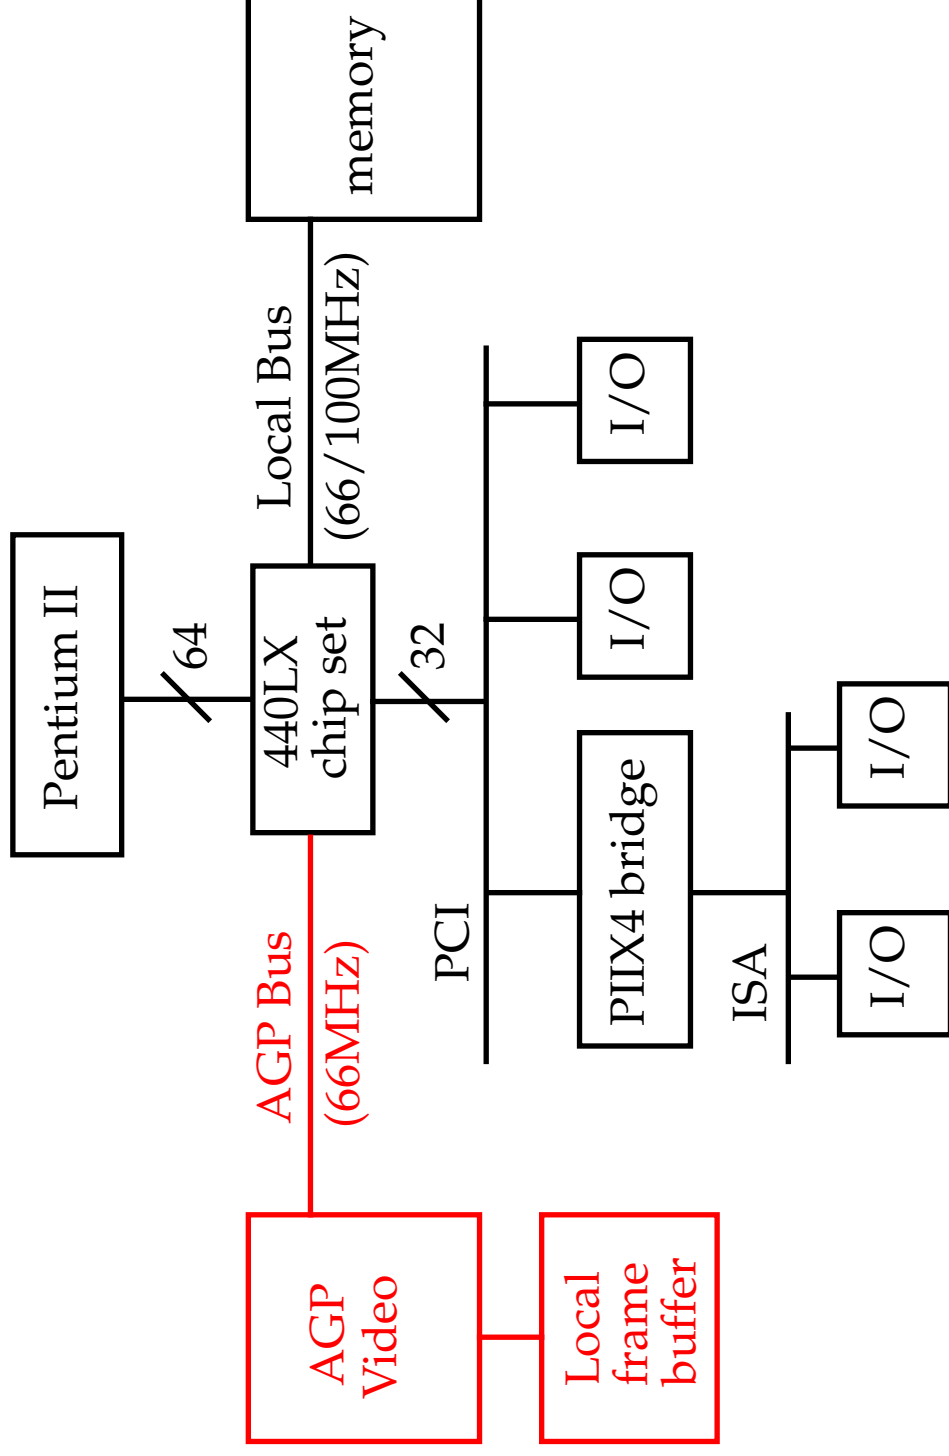 Pentium II
64
AGP Bus
(66MHz)
440LX
chip set
Local Bus
(66/100MHz)
memory
AGP
Video
32
PCI
Local
frame
buffer
PIIX4 bridge
I/O
I/O
ISA
I/O
I/O